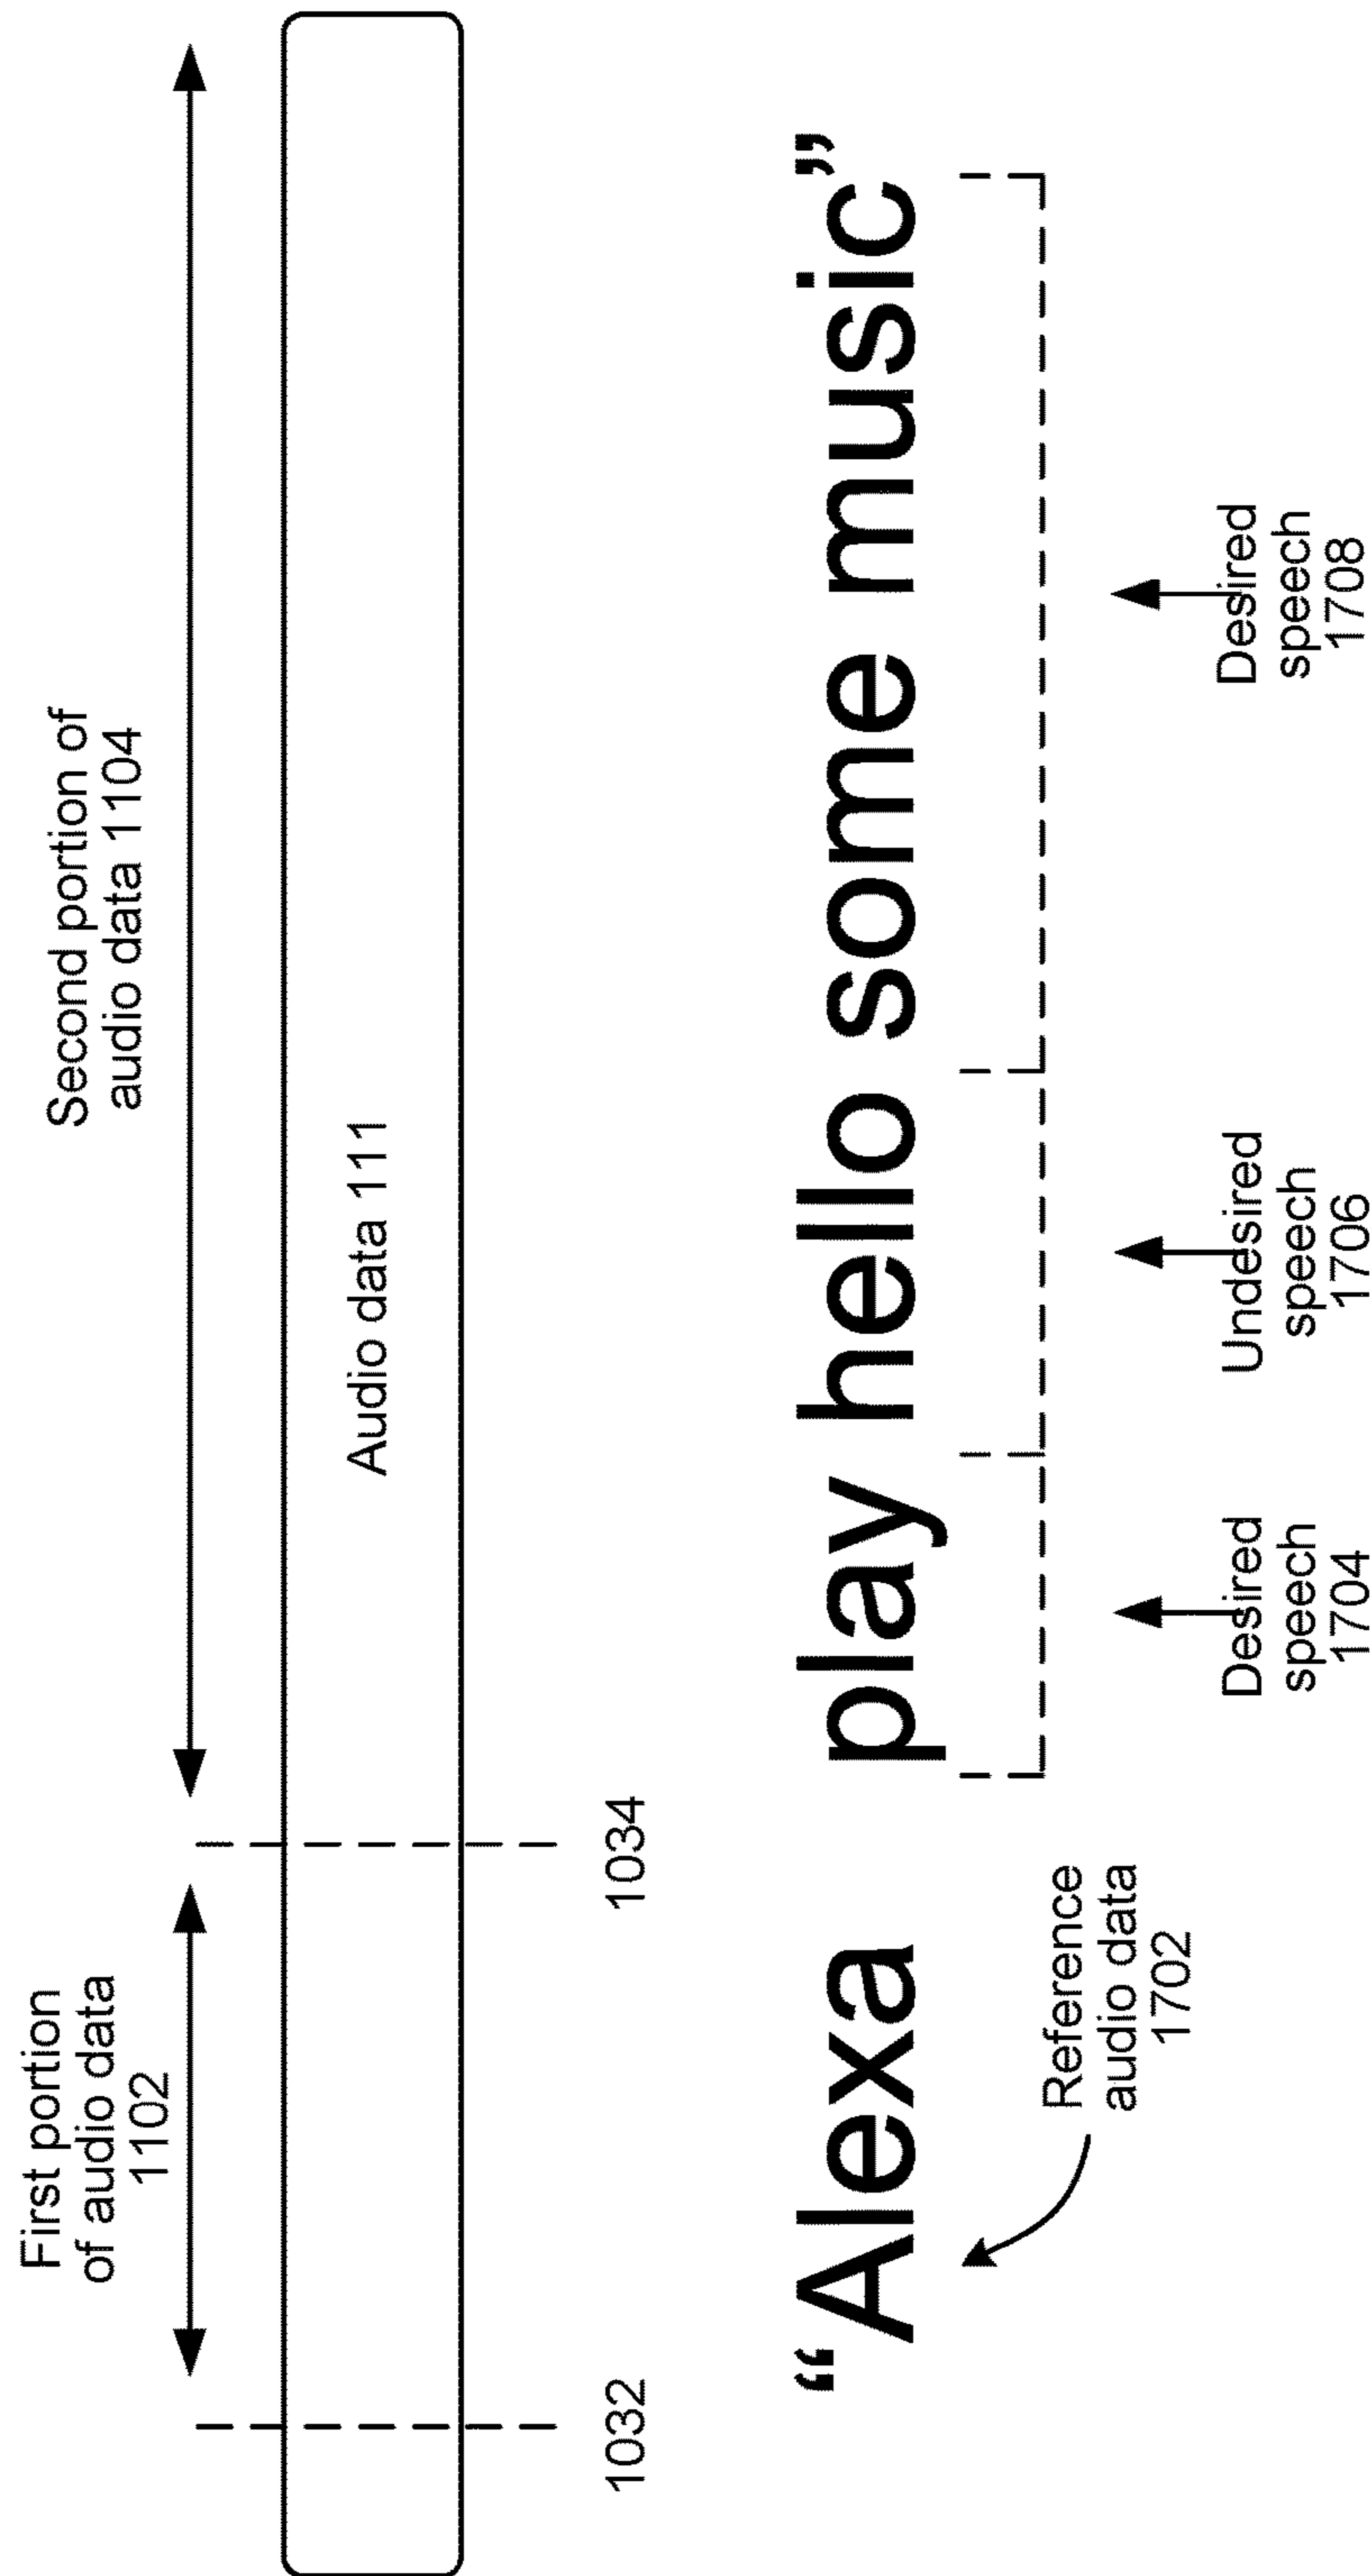 First portion
of audio data
1102
Second portion of
audio data 1104
Audio data 111
1032
1034
“Alexa play hello some music”
Reference
audio data
1702
Desired
speech
1704
Undesired
speech
1706
Desired
speech
1708